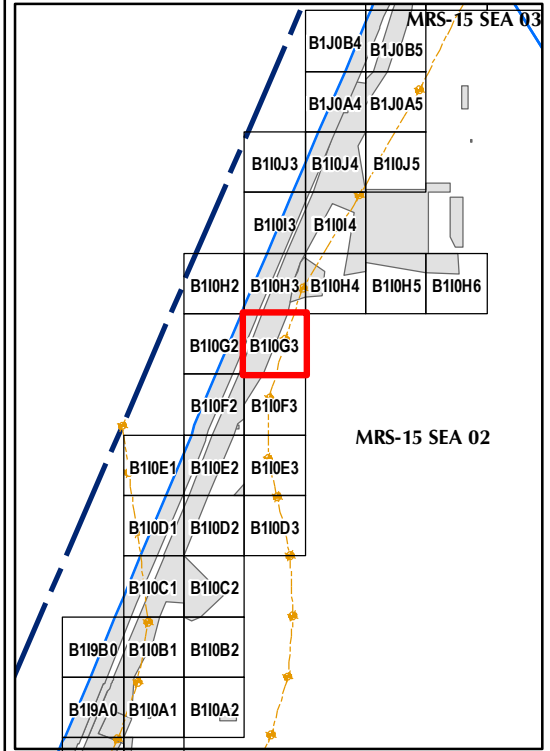 MRS-15 SEA 03
B1J0B4 B1J0B5
B1J0A4 B1J0A5
B1I0J3 B1I0J4 B1I0J5
B1I0I3 B1I0I4
B1I0H2 B1I0H3 B1I0H4 B1I0H5 B1I0H6
B1I0G2 B1I0G3
B1I0F2 B1I0F3
MRS-15 SEA 02
B1I0E1 B1I0E2 B1I0E3
B1I0D1 B1I0D2 B1I0D3
B1I0C1 B1I0C2
B1I9B0 B1I0B1 B1I0B2
B1I9A0 B1I0A1 B1I0A2